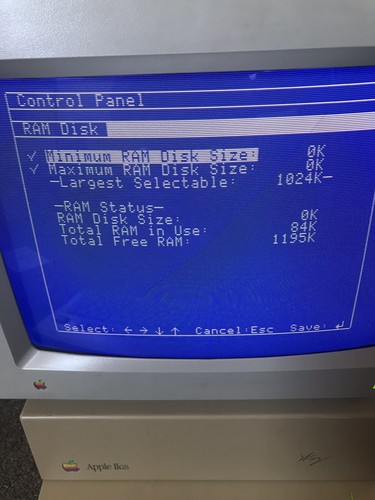 Control Panel
RAM Disk
✓ Minimum RAM Disk Size: 0K
✓ Maximum RAM Disk Size: 0K
—Largest Selectable: 1024K—
—RAM Status—
RAM Disk Size: 0K
Total RAM in Use: 84K
Total Free RAM: 1195K
Select: ← → ↓ ↑ Cancel:Esc Save: ↵
Apple IIGS